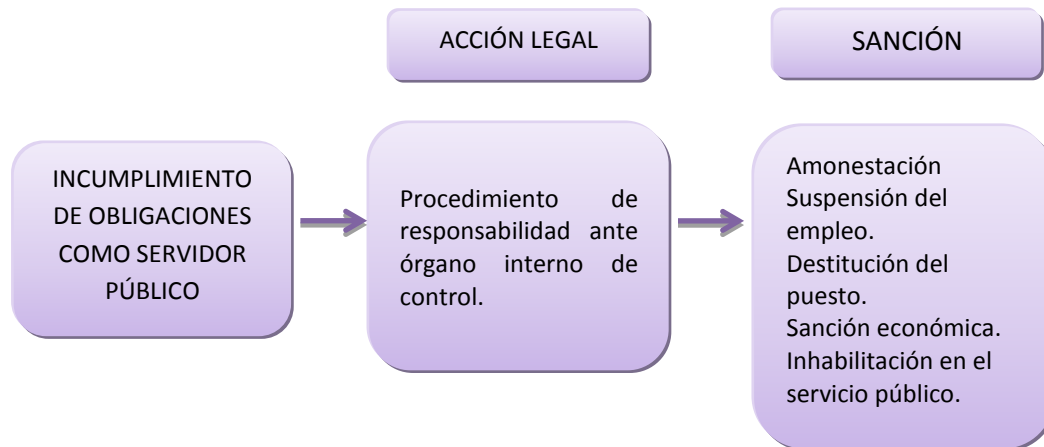 ACCIÓN LEGAL
SANCIÓN
INCUMPLIMIENTO
DE OBLIGACIONES
COMO SERVIDOR
PÚBLICO
Procedimiento de
responsabilidad ante
órgano interno de
control.
Amonestación
Suspensión del
empleo.
Destitución del
puesto.
Sanción económica.
Inhabilitación en el
servicio público.